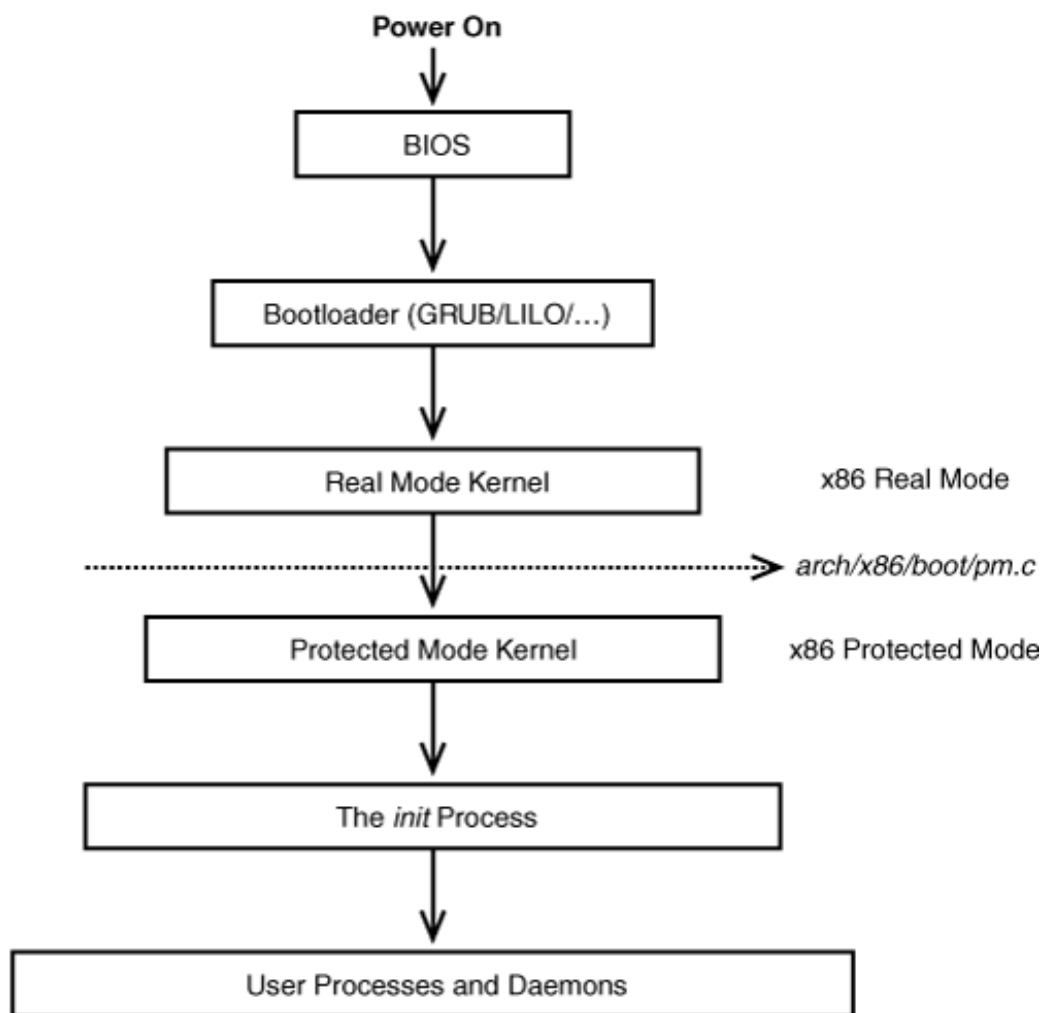 Power On
BIOS
Bootloader (GRUB/LILO/…)
Real Mode Kernel
x86 Real Mode
arch/x86/boot/pm.c
Protected Mode Kernel
x86 Protected Mode
The init Process
User Processes and Daemons